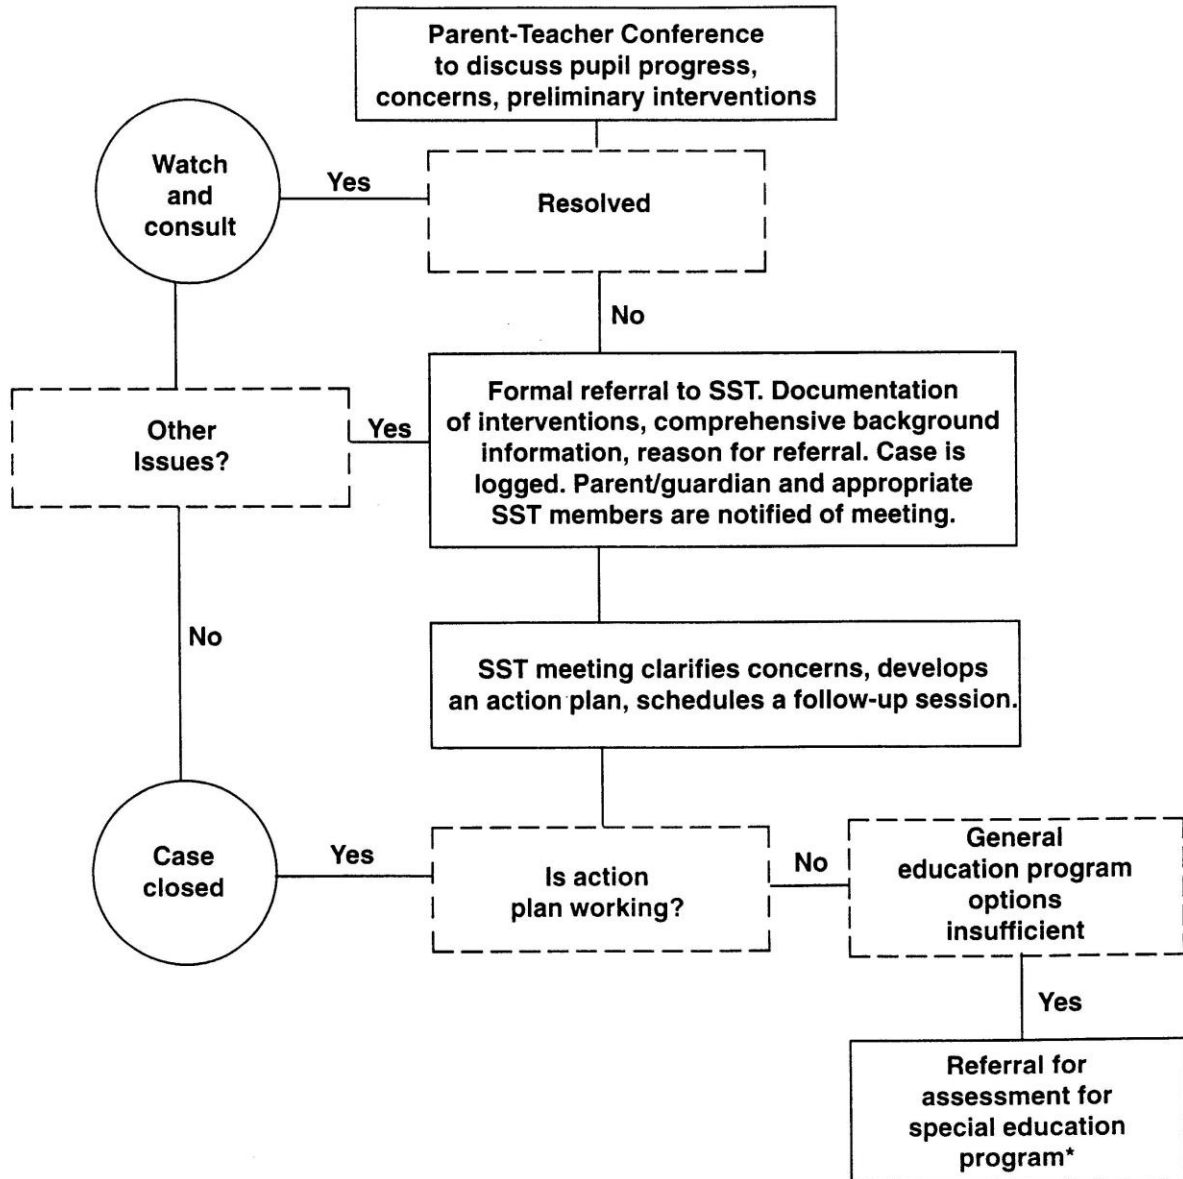 Parent-Teacher Conference
to discuss pupil progress,
concerns, preliminary interventions
Watch
and
consult
Yes
Resolved
No
Other
Issues?
Yes
Formal referral to SST. Documentation
of interventions, comprehensive background
information, reason for referral. Case is
logged. Parent/guardian and appropriate
SST members are notified of meeting.
No
SST meeting clarifies concerns, develops
an action plan, schedules a follow-up session.
Case
closed
Yes
Is action
plan working?
No
General
education program
options
insufficient
Yes
Referral for
assessment for
special education
program*